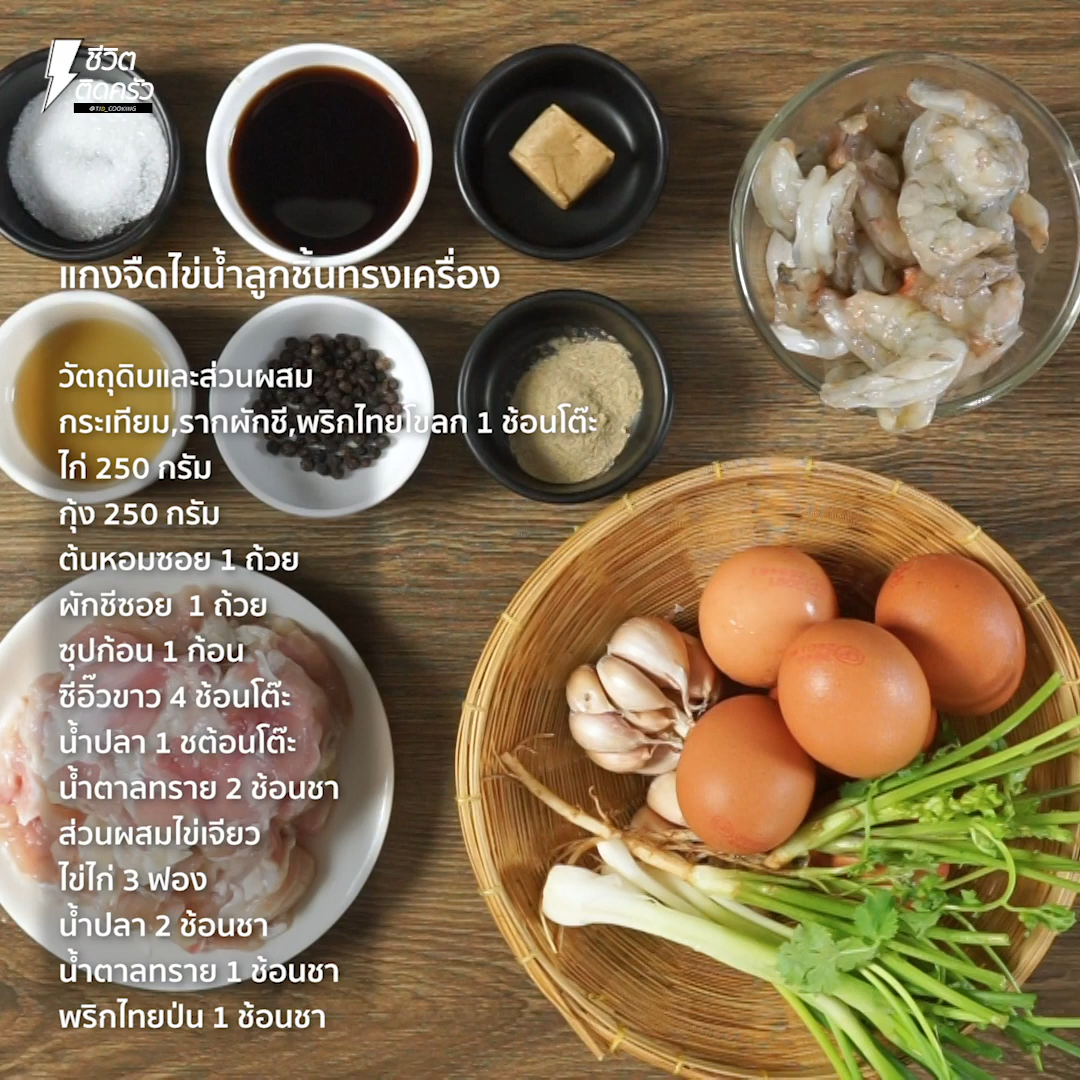 ชีวิต
ติดครัว
@TJD_COOKING
แกงจืดไข่น้ำลูกชิ้นทรงเครื่อง
วัตถุดิบและส่วนผสม
กระเทียม,รากผักชี,พริกไทยโขลก 1 ช้อนโต๊ะ
ไก่ 250 กรัม
กุ้ง 250 กรัม
ต้นหอมซอย 1 ถ้วย
ผักชีซอย 1 ถ้วย
ซุปก้อน 1 ก้อน
ซีอิ๊วขาว 4 ช้อนโต๊ะ
น้ำปลา 1 ชต้อนโต๊ะ
น้ำตาลทราย 2 ช้อนชา
ส่วนผสมไข่เจียว
ไข่ไก่ 3 ฟอง
น้ำปลา 2 ช้อนชา
น้ำตาลทราย 1 ช้อนชา
พริกไทยป่น 1 ช้อนชา